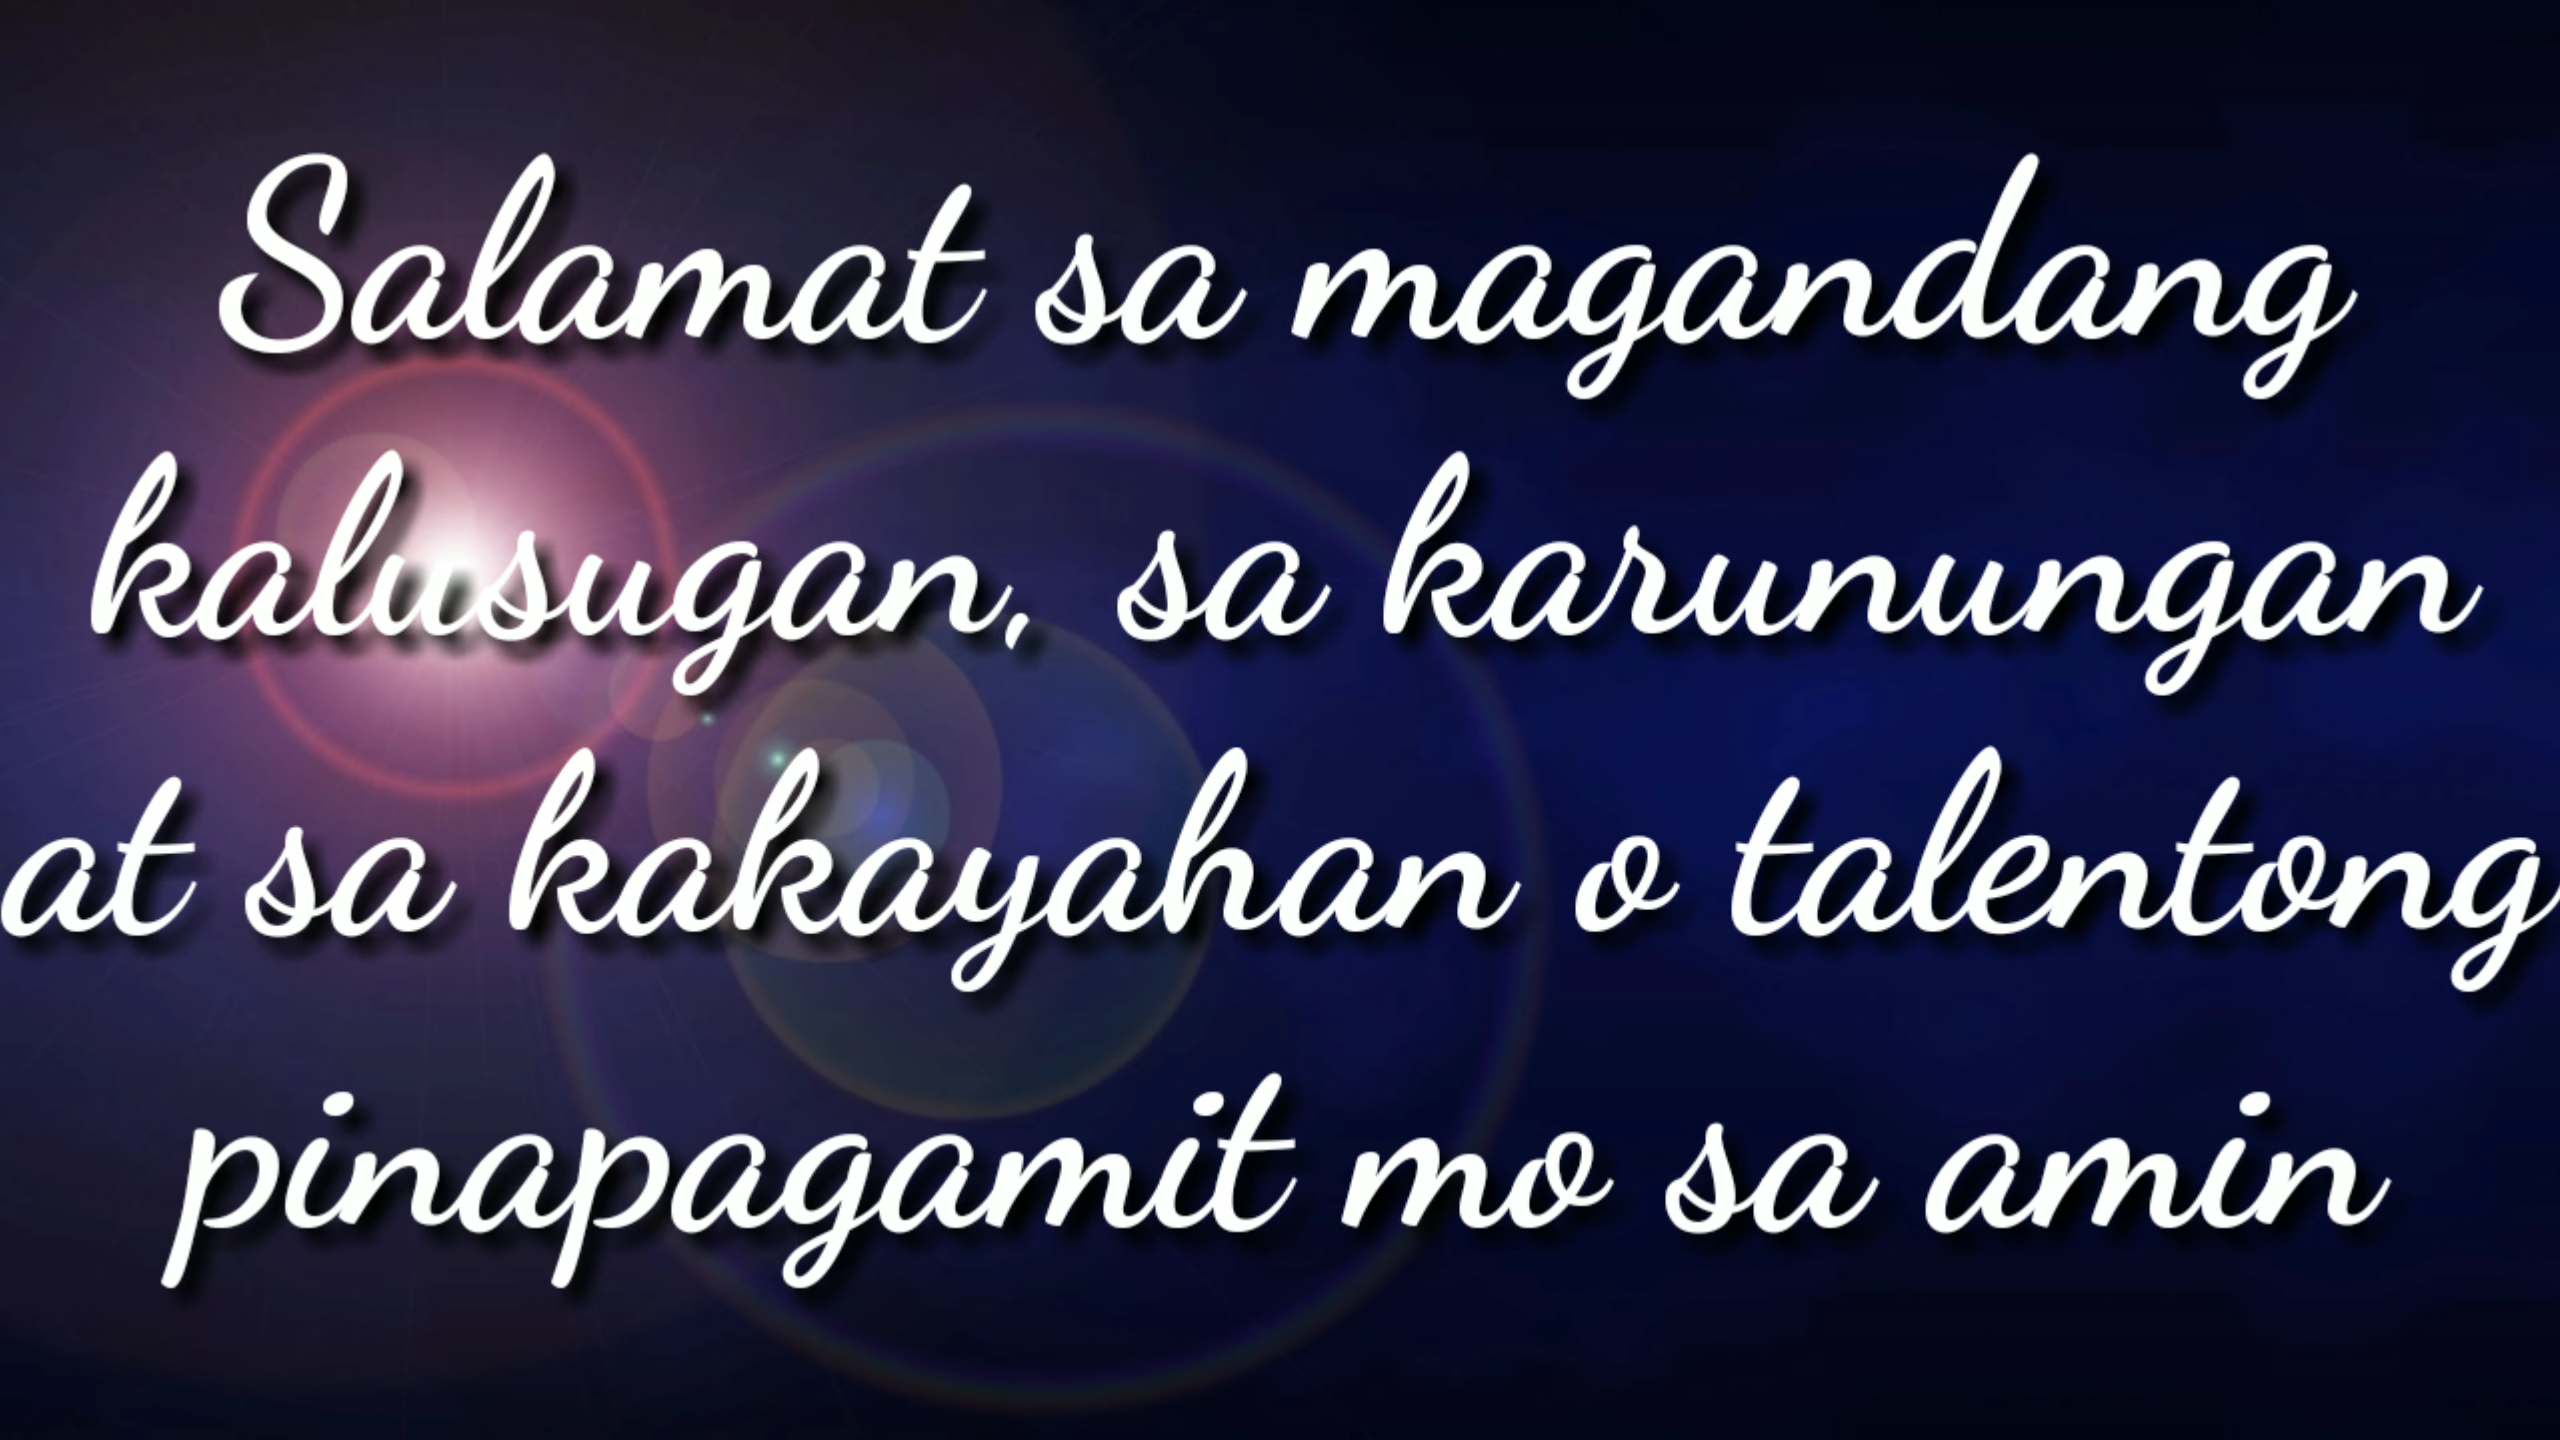 Salamat sa magandang
kalusugan, sa karunungan
at sa kakayahan o talentong
pinapagamit mo sa amin